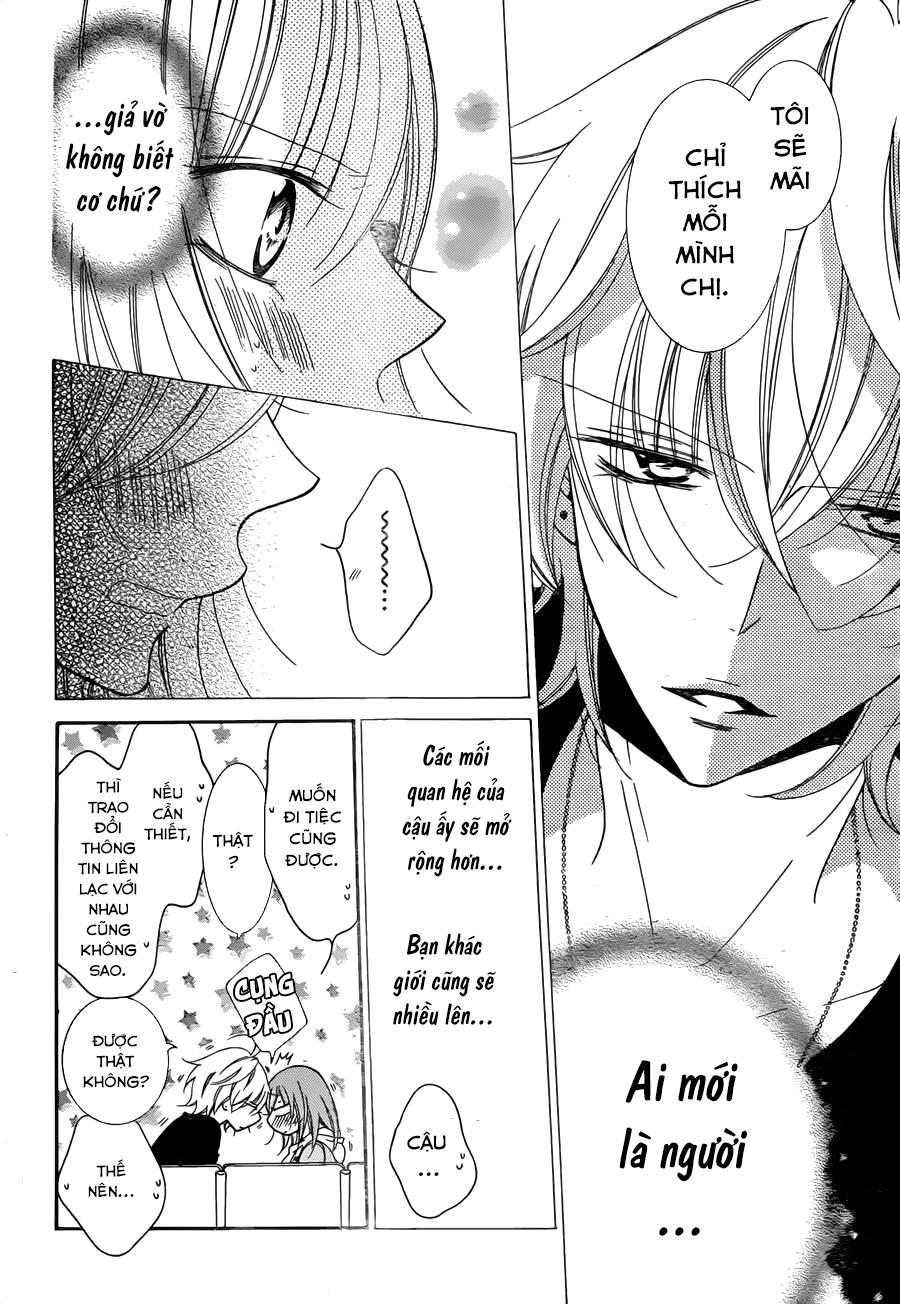 TÔI
SẼ
MÃI
CHỈ
THÍCH
MỖI
MÌNH
CHỊ.
Ai mới
là người
...
...giả vờ
không biết
cơ chứ?
Các mối
quan hệ của
cậu ấy sẽ mở
rộng hơn...
Bạn khác
giới cũng sẽ
nhiều lên...
CẬU
...
MUỐN
ĐI TIỆC
CŨNG
ĐƯỢC.
THẬT
?
NẾU
CẦN
THIẾT,
THÌ
TRAO
ĐỔI
THÔNG
TIN LIÊN
LẠC VỚI
NHAU
CŨNG
KHÔNG
SAO.
CỤNG
ĐẦU
ĐƯỢC
THẬT
KHÔNG?
THẾ
NÊN...